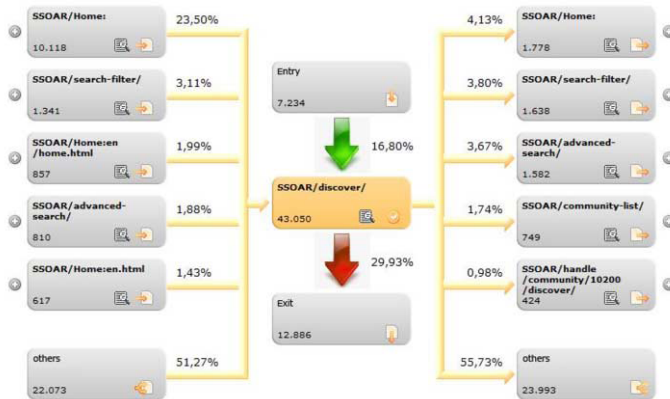 SSOAR/Home:
10.118
23,50%
SSOAR/search-filter/
1.341
3,11%
SSOAR/Home:en
/home.html
857
1,99%
SSOAR/advanced-
search/
810
1,88%
SSOAR/Home:en.html
617
1,43%
others
22.073
51,27%
Entry
7.234
16,80%
SSOAR/discover/
43.050
29,93%
Exit
12.886
4,13%
SSOAR/Home:
1.778
3,80%
SSOAR/search-filter/
1.638
3,67%
SSOAR/advanced-
search/
1.582
1,74%
SSOAR/community-list/
749
0,98%
SSOAR/handle
/community/10200
/discover/
424
55,73%
others
23.993